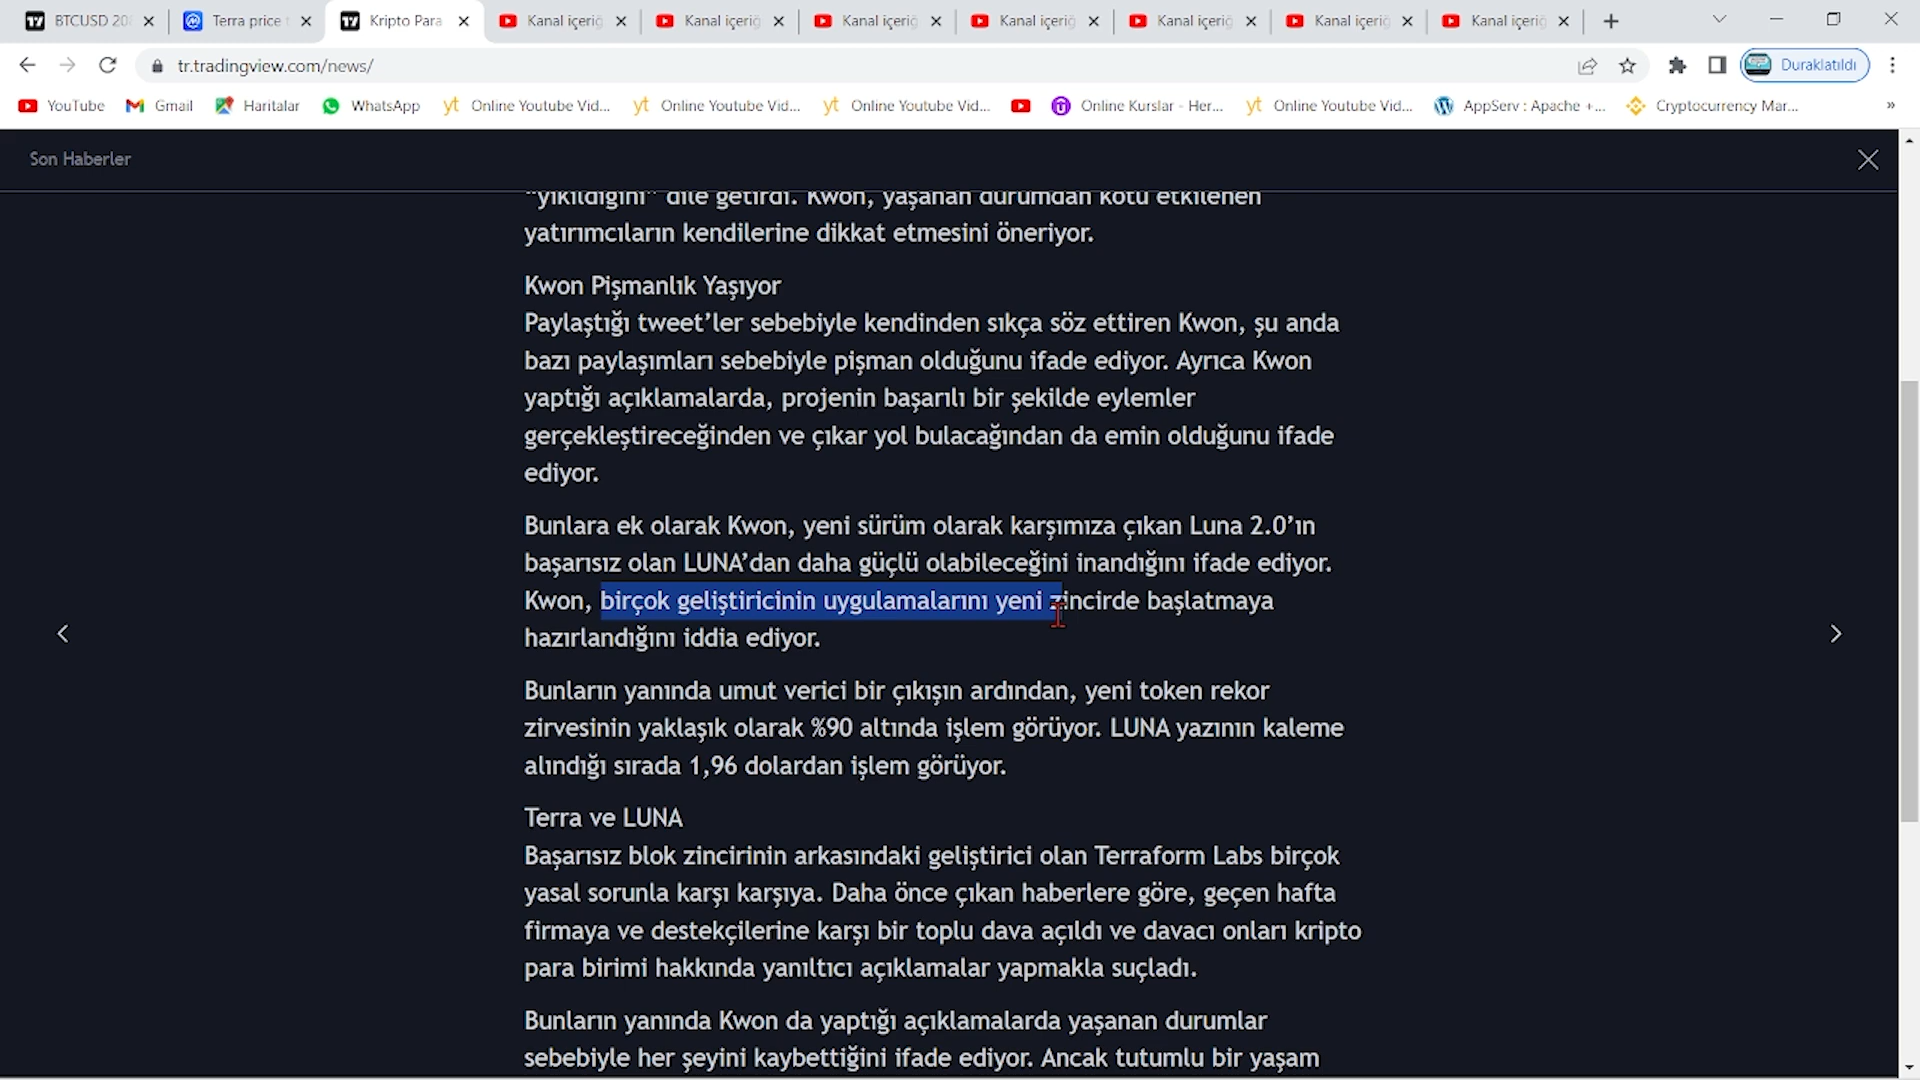 BTCUSD 20
Terra price t
Kripto Para
Kanal içeriğ
Kanal içeriğ
Kanal içeriğ
Kanal içeriğ
Kanal içeriğ
Kanal içeriğ
Kanal içeriğ
tr.tradingview.com/news/
Duraklatıldı
YouTube
Gmail
Haritalar
WhatsApp
Online Youtube Vid...
Online Youtube Vid...
Online Youtube Vid...
Online Kurslar - Her...
Online Youtube Vid...
AppServ : Apache +...
Cryptocurrency Mar...
»
Son Haberler
“yıkıldığını” dile getirdi. Kwon, yaşanan durumdan kötü etkilenen
yatırımcıların kendilerine dikkat etmesini öneriyor.
Kwon Pişmanlık Yaşıyor
Paylaştığı tweet’ler sebebiyle kendinden sıkça söz ettiren Kwon, şu anda
bazı paylaşımları sebebiyle pişman olduğunu ifade ediyor. Ayrıca Kwon
yaptığı açıklamalarda, projenin başarılı bir şekilde eylemler
gerçekleştireceğinden ve çıkar yol bulacağından da emin olduğunu ifade
ediyor.
Bunlara ek olarak Kwon, yeni sürüm olarak karşımıza çıkan Luna 2.0’ın
başarısız olan LUNA’dan daha güçlü olabileceğini inandığını ifade ediyor.
Kwon, birçok geliştiricinin uygulamalarını yeni zincirde başlatmaya
hazırlandığını iddia ediyor.
Bunların yanında umut verici bir çıkışın ardından, yeni token rekor
zirvesinin yaklaşık olarak %90 altında işlem görüyor. LUNA yazının kaleme
alındığı sırada 1,96 dolardan işlem görüyor.
Terra ve LUNA
Başarısız blok zincirinin arkasındaki geliştirici olan Terraform Labs birçok
yasal sorunla karşı karşıya. Daha önce çıkan haberlere göre, geçen hafta
firmaya ve destekçilerine karşı bir toplu dava açıldı ve davacı onları kripto
para birimi hakkında yanıltıcı açıklamalar yapmakla suçladı.
Bunların yanında Kwon da yaptığı açıklamalarda yaşanan durumlar
sebebiyle her şeyini kaybettiğini ifade ediyor. Ancak tutumlu bir yaşam